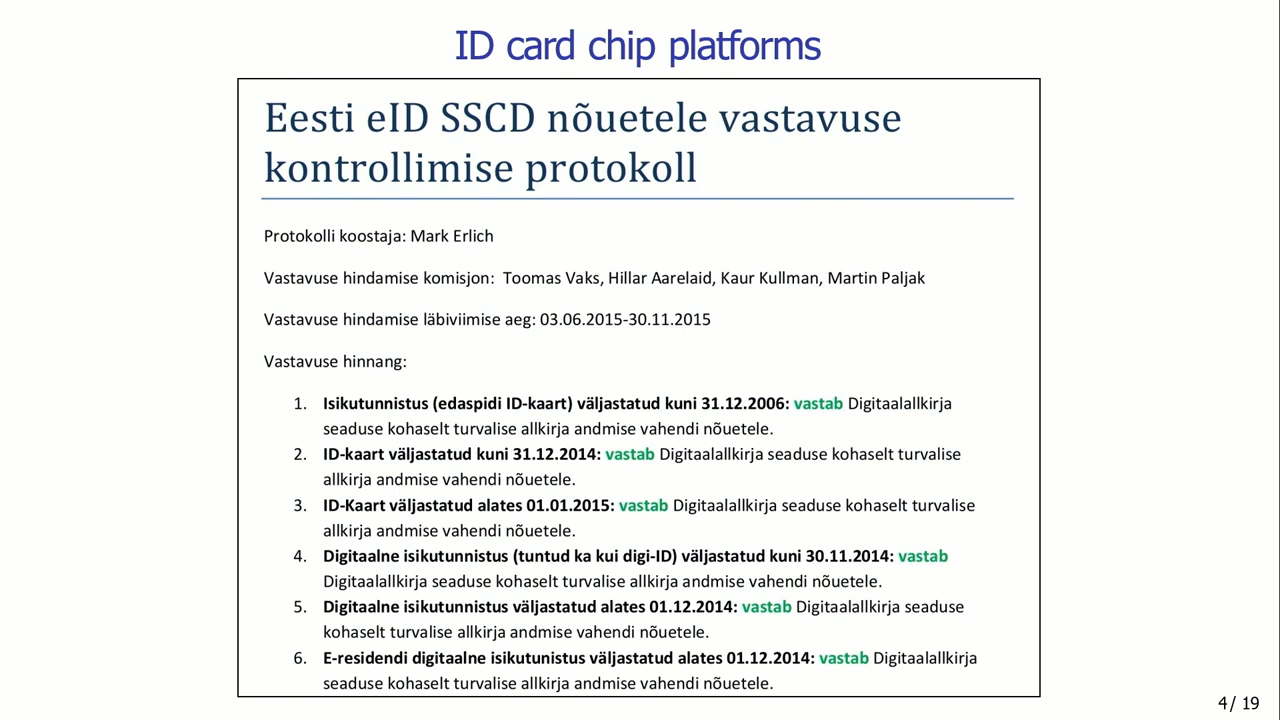 ID card chip platforms
Eesti eID SSCD nõuetele vastavuse
kontrollimise protokoll
Protokolli koostaja: Mark Erlich
Vastavuse hindamise komisjon: Toomas Vaks, Hillar Aarelaid, Kaur Kullman, Martin Paljak
Vastavuse hindamise läbiviimise aeg: 03.06.2015-30.11.2015
Vastavuse hinnang:
1. Isikutunnistus (edaspidi ID-kaart) väljastatud kuni 31.12.2006: vastab Digitaalallkirja
seaduse kohaselt turvalise allkirja andmise vahendi nõuetele.
2. ID-kaart väljastatud kuni 31.12.2014: vastab Digitaalallkirja seaduse kohaselt turvalise
allkirja andmise vahendi nõuetele.
3. ID-Kaart väljastatud alates 01.01.2015: vastab Digitaalallkirja seaduse kohaselt turvalise
allkirja andmise vahendi nõuetele.
4. Digitaalne isikutunnistus (tuntud ka kui digi-ID) väljastatud kuni 30.11.2014: vastab
Digitaalallkirja seaduse kohaselt turvalise allkirja andmise vahendi nõuetele.
5. Digitaalne isikutunnistus väljastatud alates 01.12.2014: vastab Digitaalallkirja seaduse
kohaselt turvalise allkirja andmise vahendi nõuetele.
6. E-residendi digitaalne isikutunistus väljastatud alates 01.12.2014: vastab Digitaalallkirja
seaduse kohaselt turvalise allkirja andmise vahendi nõuetele.
4/ 19